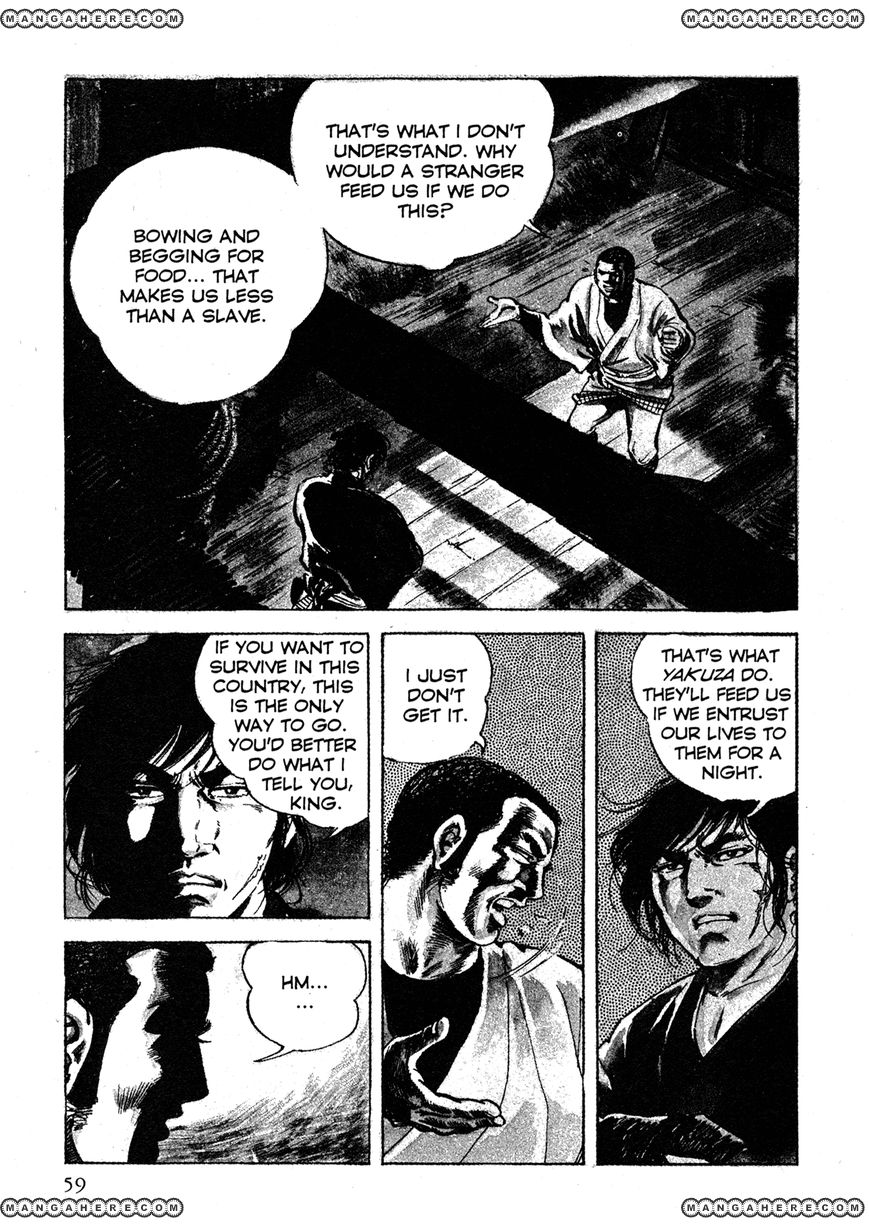 MANGAHERE.COM
MANGAHERE.COM
THAT'S WHAT I DON'T
UNDERSTAND. WHY
WOULD A STRANGER
FEED US IF WE DO
THIS?
BOWING AND
BEGGING FOR
FOOD... THAT
MAKES US LESS
THAN A SLAVE.
THAT'S WHAT
YAKUZA DO.
THEY'LL FEED US
IF WE ENTRUST
OUR LIVES TO
THEM FOR A
NIGHT.
I JUST
DON'T
GET IT.
IF YOU WANT TO
SURVIVE IN THIS
COUNTRY, THIS
IS THE ONLY
WAY TO GO.
YOU'D BETTER
DO WHAT I
TELL YOU,
KING.
HM...
...
59
MANGAHERE.COM
MANGAHERE.COM